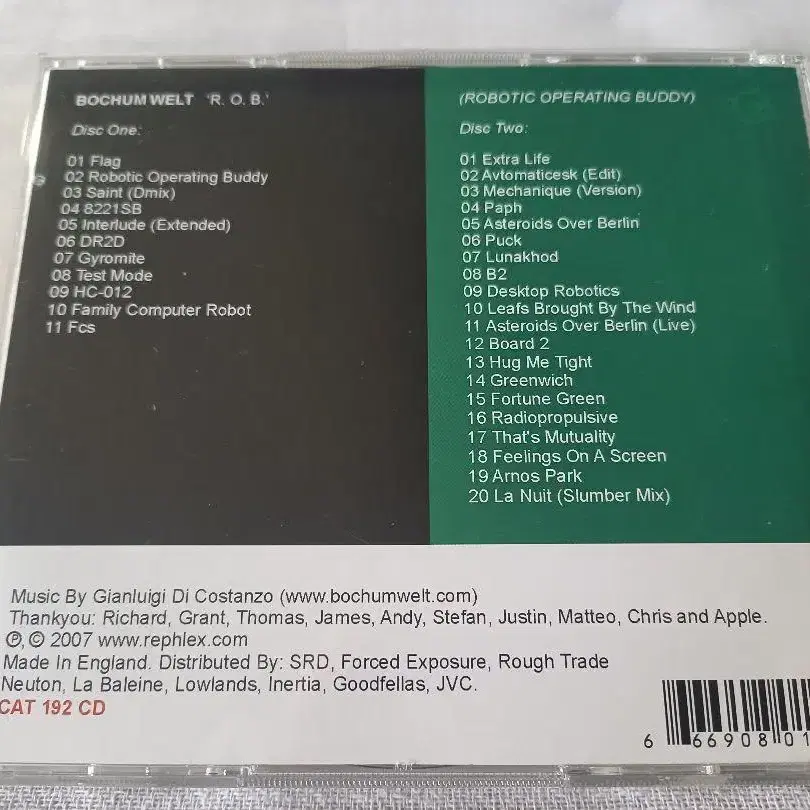 BOCHUM WELT 'R. O. B.'
Disc One:
01 Flag
02 Robotic Operating Buddy
03 Saint (Dmix)
04 8221SB
05 Interlude (Extended)
06 DR2D
07 Gyromite
08 Test Mode
09 HC-012
10 Family Computer Robot
11 Fcs
(ROBOTIC OPERATING BUDDY)
Disc Two:
01 Extra Life
02 Avtomaticesk (Edit)
03 Mechanique (Version)
04 Paph
05 Asteroids Over Berlin
06 Puck
07 Lunakhod
08 B2
09 Desktop Robotics
10 Leafs Brought By The Wind
11 Asteroids Over Berlin (Live)
12 Board 2
13 Hug Me Tight
14 Greenwich
15 Fortune Green
16 Radiopropulsive
17 That's Mutuality
18 Feelings On A Screen
19 Arnos Park
20 La Nuit (Slumber Mix)
Music By Gianluigi Di Costanzo (www.bochumwelt.com)
Thankyou: Richard, Grant, Thomas, James, Andy, Stefan, Justin, Matteo, Chris and Apple.
℗,© 2007 www.rephlex.com
Made In England. Distributed By: SRD, Forced Exposure, Rough Trade
Neuton, La Baleine, Lowlands, Inertia, Goodfellas, JVC.
CAT 192 CD
6 66908 01